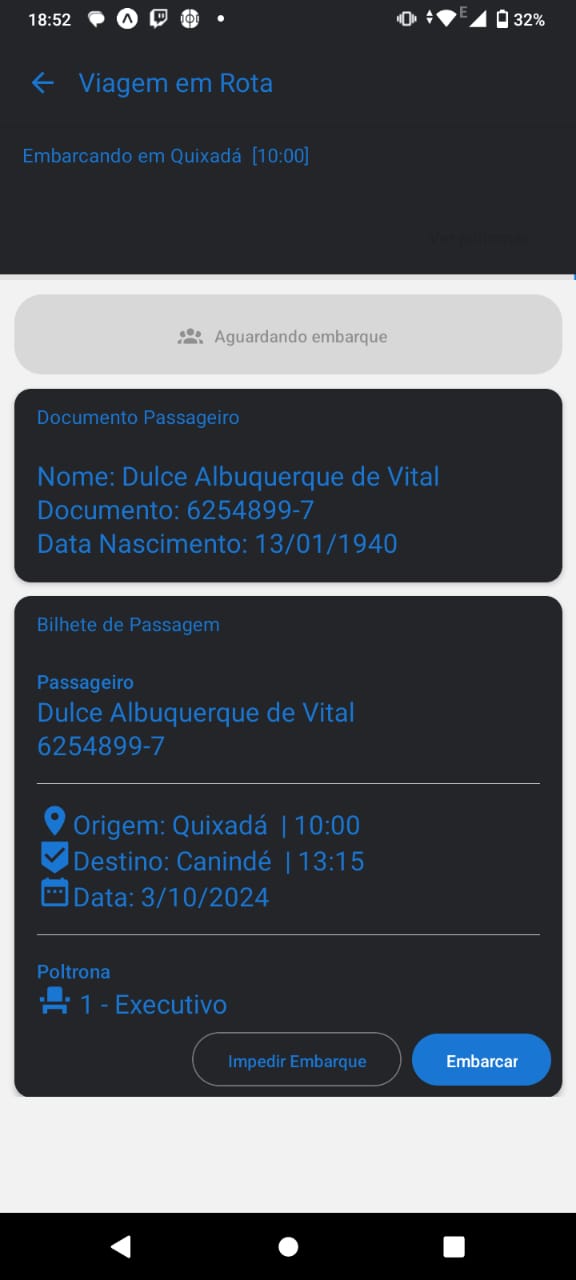 18:52
E
32%
Viagem em Rota
Embarcando em Quixadá [10:00]
Aguardando embarque
Documento Passageiro
Nome: Dulce Albuquerque de Vital
Documento: 6254899-7
Data Nascimento: 13/01/1940
Bilhete de Passagem
Passageiro
Dulce Albuquerque de Vital
6254899-7
Origem: Quixadá | 10:00
Destino: Canindé | 13:15
Data: 3/10/2024
Poltrona
1 - Executivo
Impedir Embarque
Embarcar